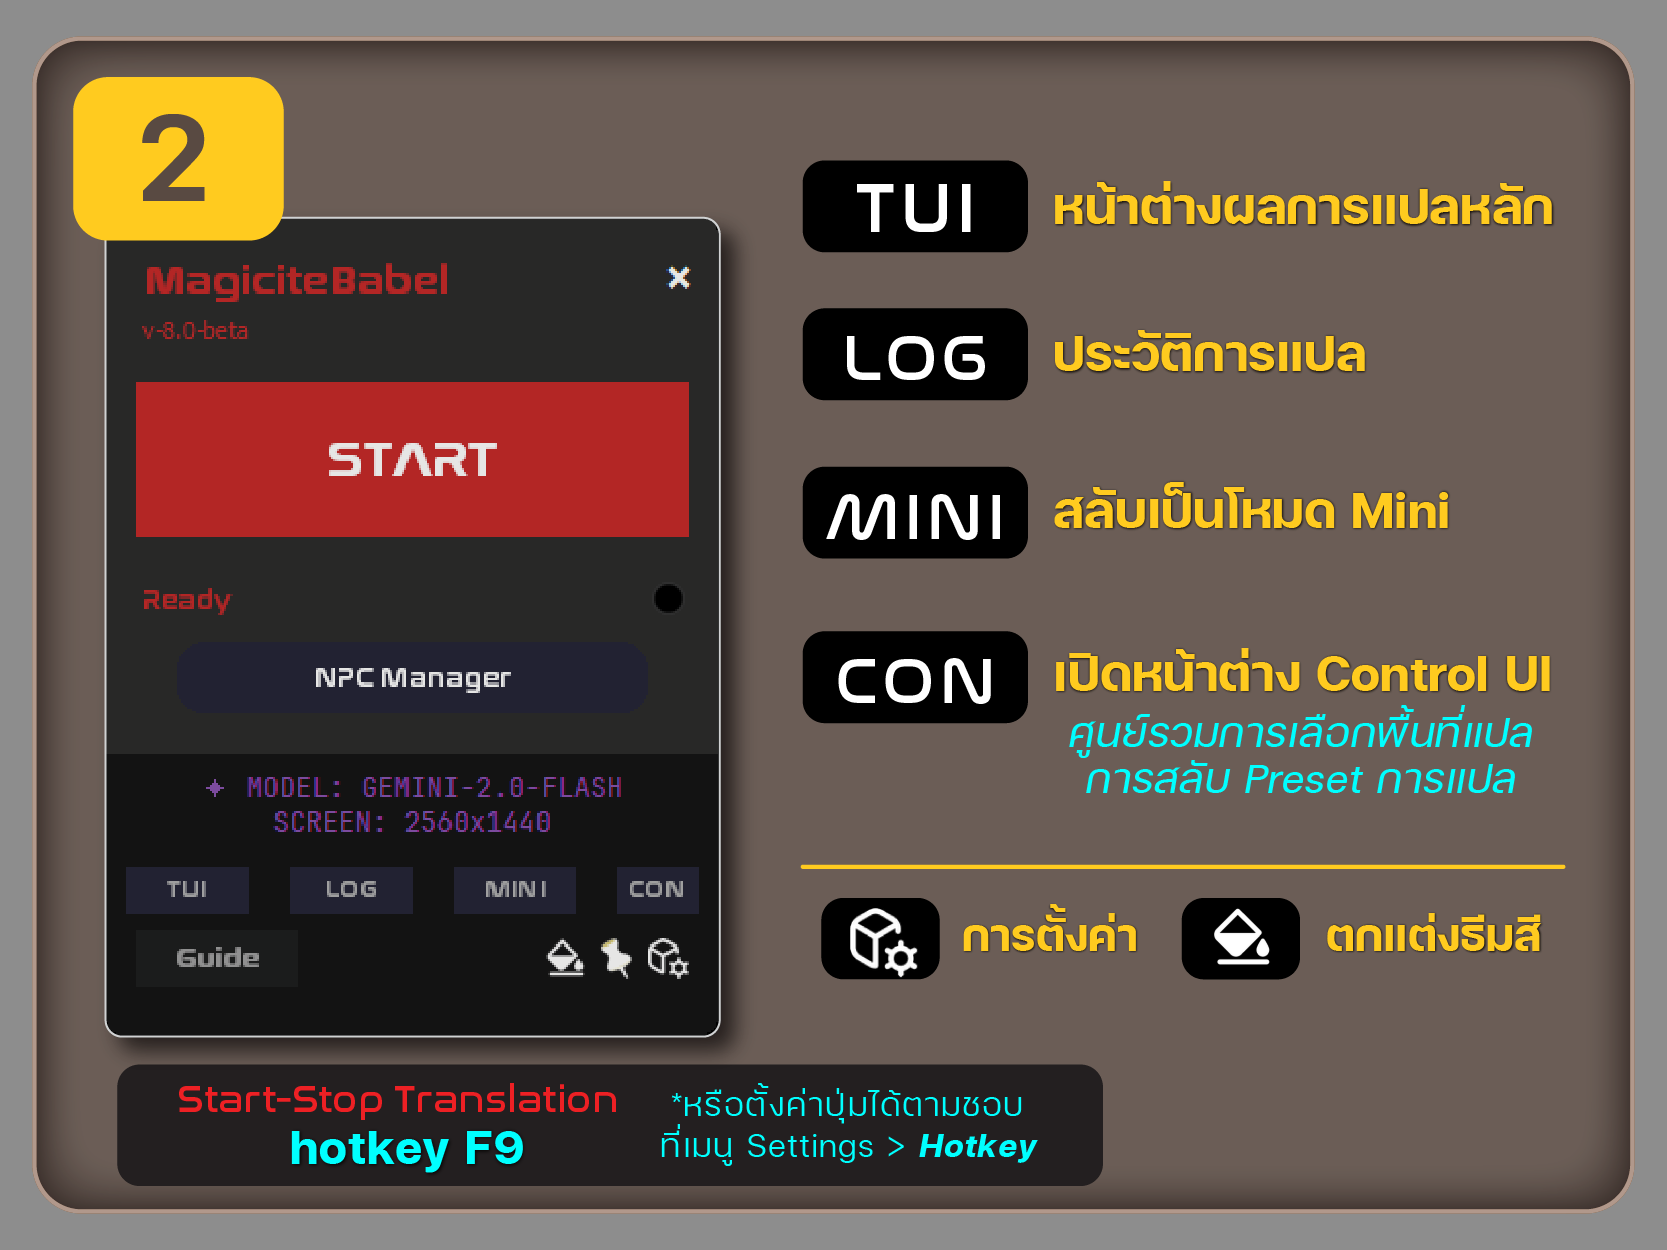 2
MagiciteBabel
v-8.0-beta
START
Ready
NPC Manager
MODEL: GEMINI-2.0-FLASH
SCREEN: 2560x1440
TUI LOG MINI CON
Guide
TUI หน้าต่างผลการแปลหลัก
LOG ประวัติการแปล
MINI สลับเป็นโหมด Mini
CON เปิดหน้าต่าง Control UI
ศูนย์รวมการเลือกพื้นที่แปล
การสลับ Preset การแปล
การตั้งค่า ตกแต่งธีมสี
Start-Stop Translation
hotkey F9
*หรือตั้งค่าปุ่มได้ตามชอบ
ที่เมนู Settings > Hotkey